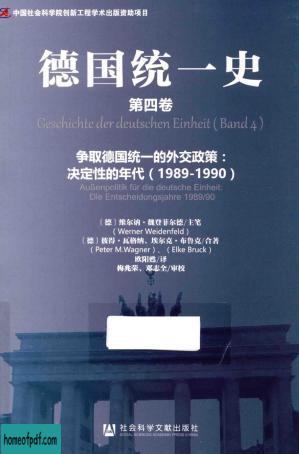 中国社会科学院创新工程学术出版资助项目
德国统一史
第四卷
Geschichte der deutschen Einheit ( Band 4 )
争取德国统一的外交政策：
决定性的年代（1989-1990）
Außenpolitik für die deutsche Einheit:
Die Entscheidungsjahre 1989/90
〔德〕维尔讷·魏登菲尔德/主笔
(Werner Weidenfeld)
〔德〕彼得·瓦格纳、埃尔克·布鲁克/合著
(Peter M.Wagner)、(Elke Bruck)
欧阳甦/译
梅兆荣、邓志全/审校
社会科学文献出版社
SOCIAL SCIENCES ACADEMIC PRESS (CHINA)
homeofpdf.com
homeofpdf.com